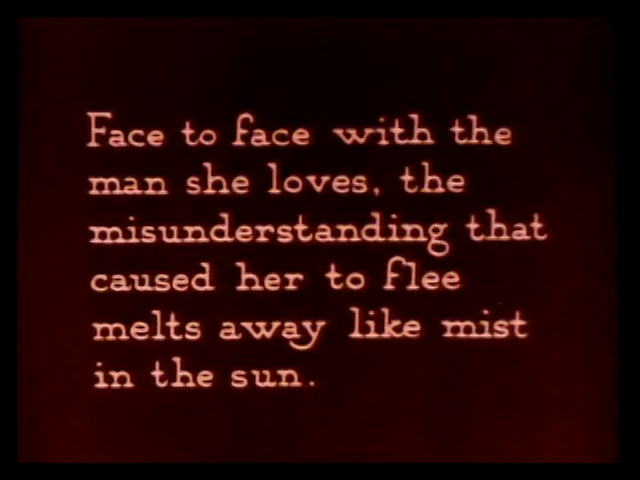 Face to face with the
man she loves, the
misunderstanding that
caused her to flee
melts away like mist
in the sun.